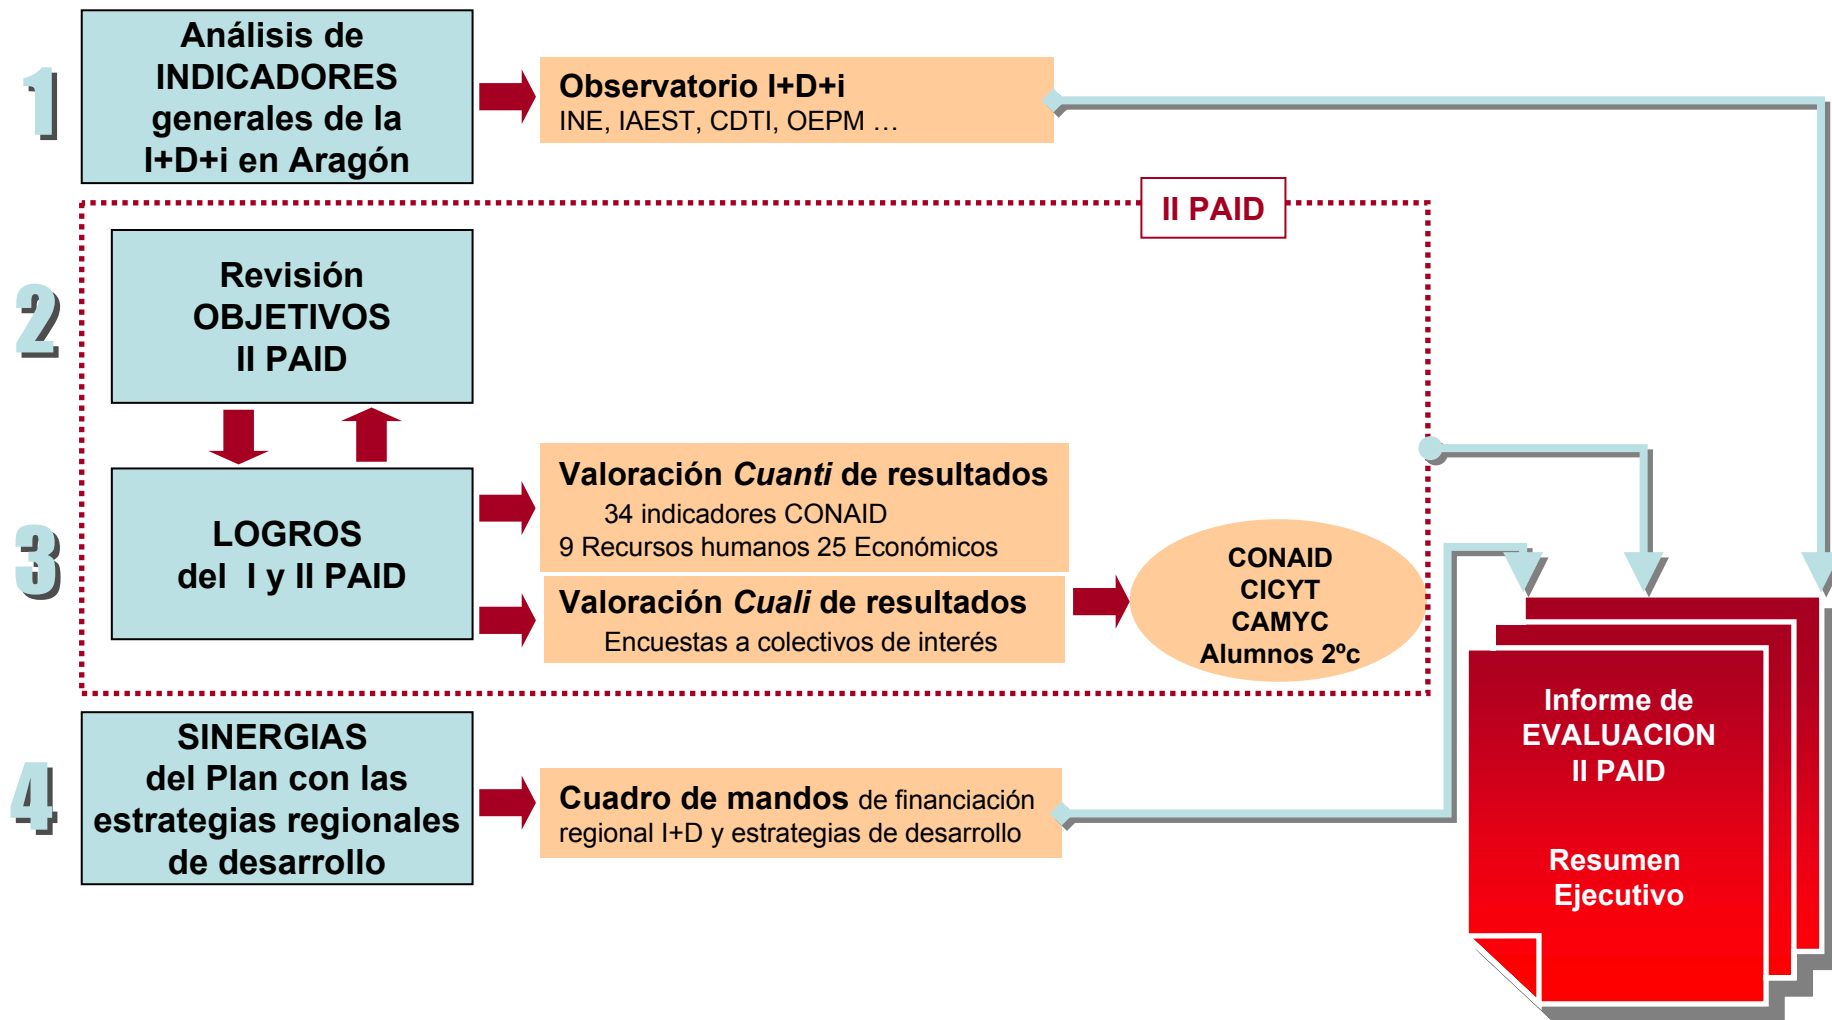 1
Análisis de
INDICADORES
generales de la
I+D+i en Aragón
Observatorio I+D+i
INE, IAEST, CDTI, OEPM …
II PAID
2
Revisión
OBJETIVOS
II PAID
3
LOGROS
del I y II PAID
Valoración Cuanti de resultados
34 indicadores CONAID
9 Recursos humanos 25 Económicos
Valoración Cuali de resultados
Encuestas a colectivos de interés
CONAID
CICYT
CAMYC
Alumnos 2ºc
4
SINERGIAS
del Plan con las
estrategias regionales
de desarrollo
Cuadro de mandos de financiación
regional I+D y estrategias de desarrollo
Informe de
EVALUACION
II PAID
Resumen
Ejecutivo